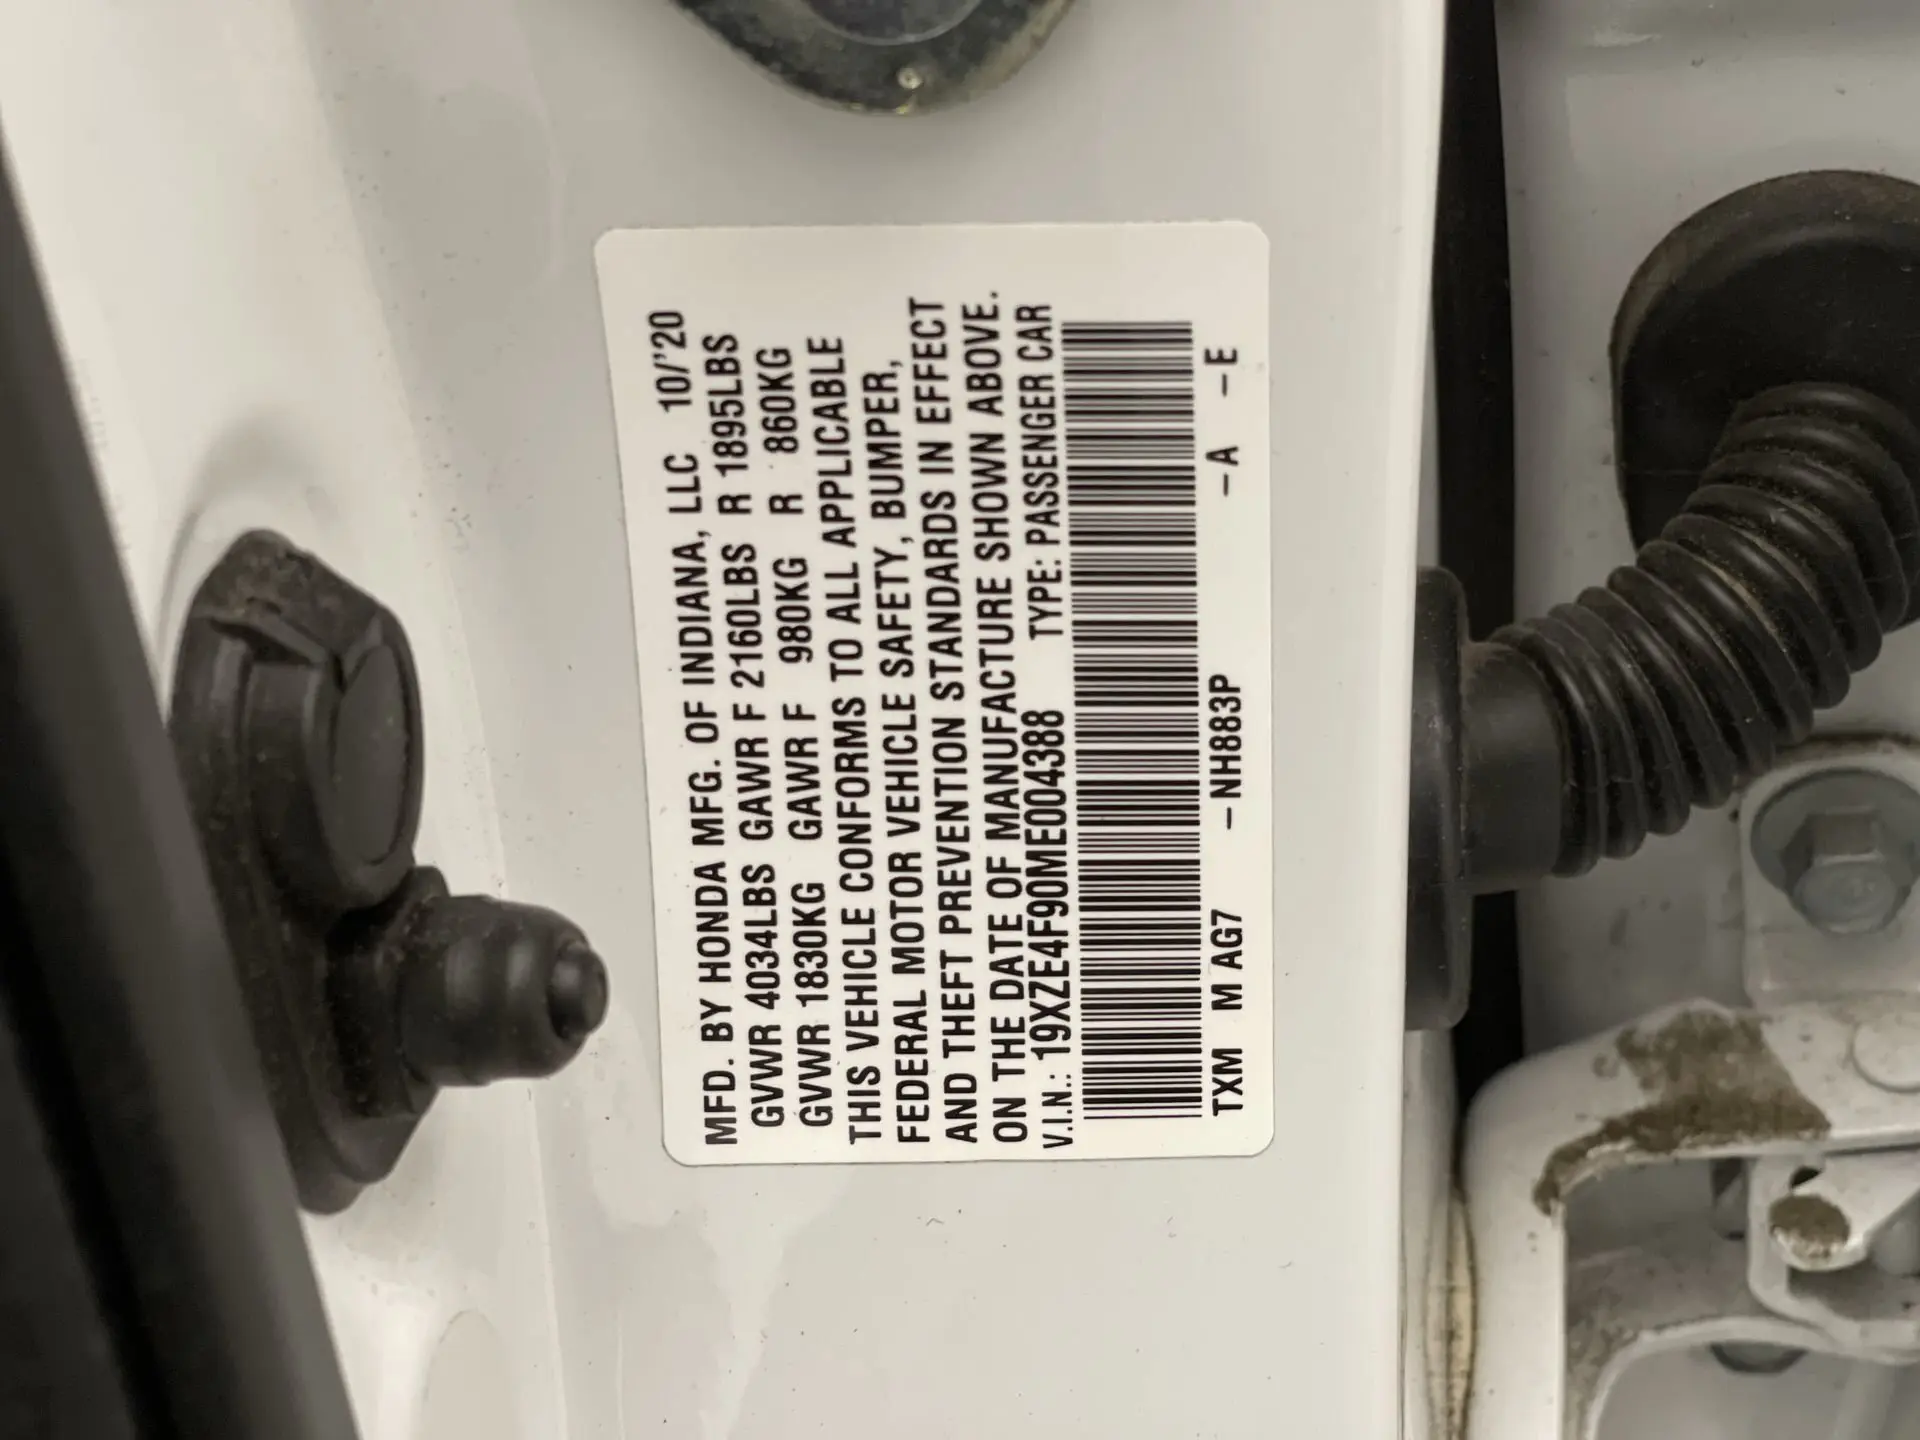 MFD. BY HONDA MFG. OF INDIANA, LLC 10/'20
GVWR 4034LBS GAWR F 2160LBS R 1895LBS
GVWR 1830KG GAWR F 980KG R 860KG
THIS VEHICLE CONFORMS TO ALL APPLICABLE
FEDERAL MOTOR VEHICLE SAFETY, BUMPER,
AND THEFT PREVENTION STANDARDS IN EFFECT
ON THE DATE OF MANUFACTURE SHOWN ABOVE.
V.I.N.: 19XZE4F90ME004388 TYPE: PASSENGER CAR
TXM M AG7 -NH883P -A -E